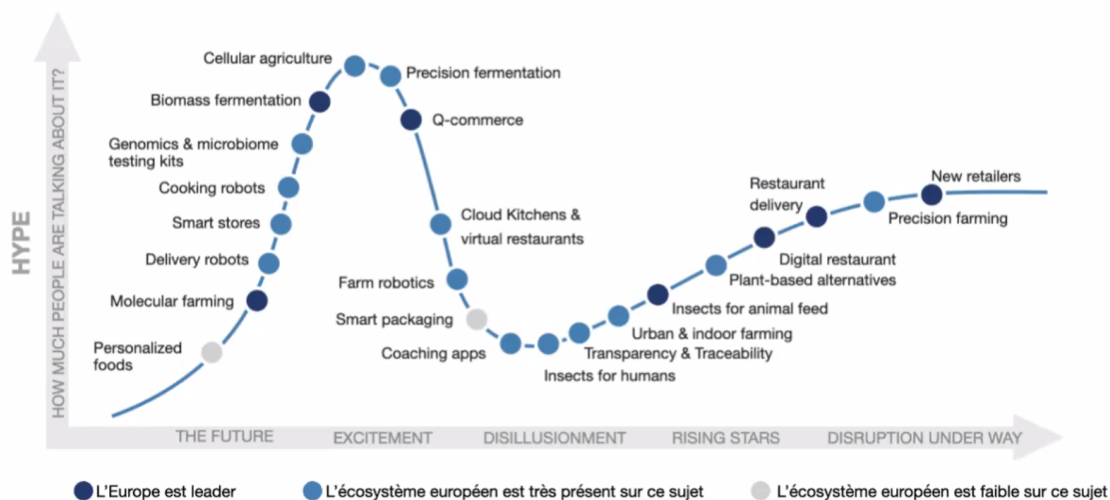 HYPE
HOW MUCH PEOPLE ARE TALKING ABOUT IT?
Cellular agriculture
Precision fermentation
Biomass fermentation
Q-commerce
Genomics & microbiome
testing kits
Cooking robots
Smart stores
Delivery robots
Molecular farming
Personalized
foods
Cloud Kitchens &
virtual restaurants
Farm robotics
Smart packaging
Coaching apps
Insects for humans
Transparency & Traceability
Urban & indoor farming
Insects for animal feed
Plant-based alternatives
Digital restaurant
Restaurant
delivery
Precision farming
New retailers
THE FUTURE
EXCITEMENT
DISILLUSIONMENT
RISING STARS
DISRUPTION UNDER WAY
L'Europe est leader
L'écosystème européen est très présent sur ce sujet
L'écosystème européen est faible sur ce sujet